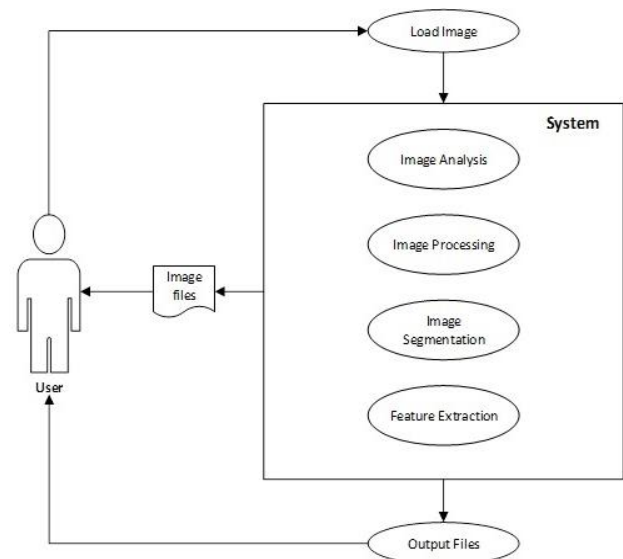 Load Image
System
Image Analysis
Image Processing
Image
files
Image
Segmentation
User
Feature Extraction
Output Files